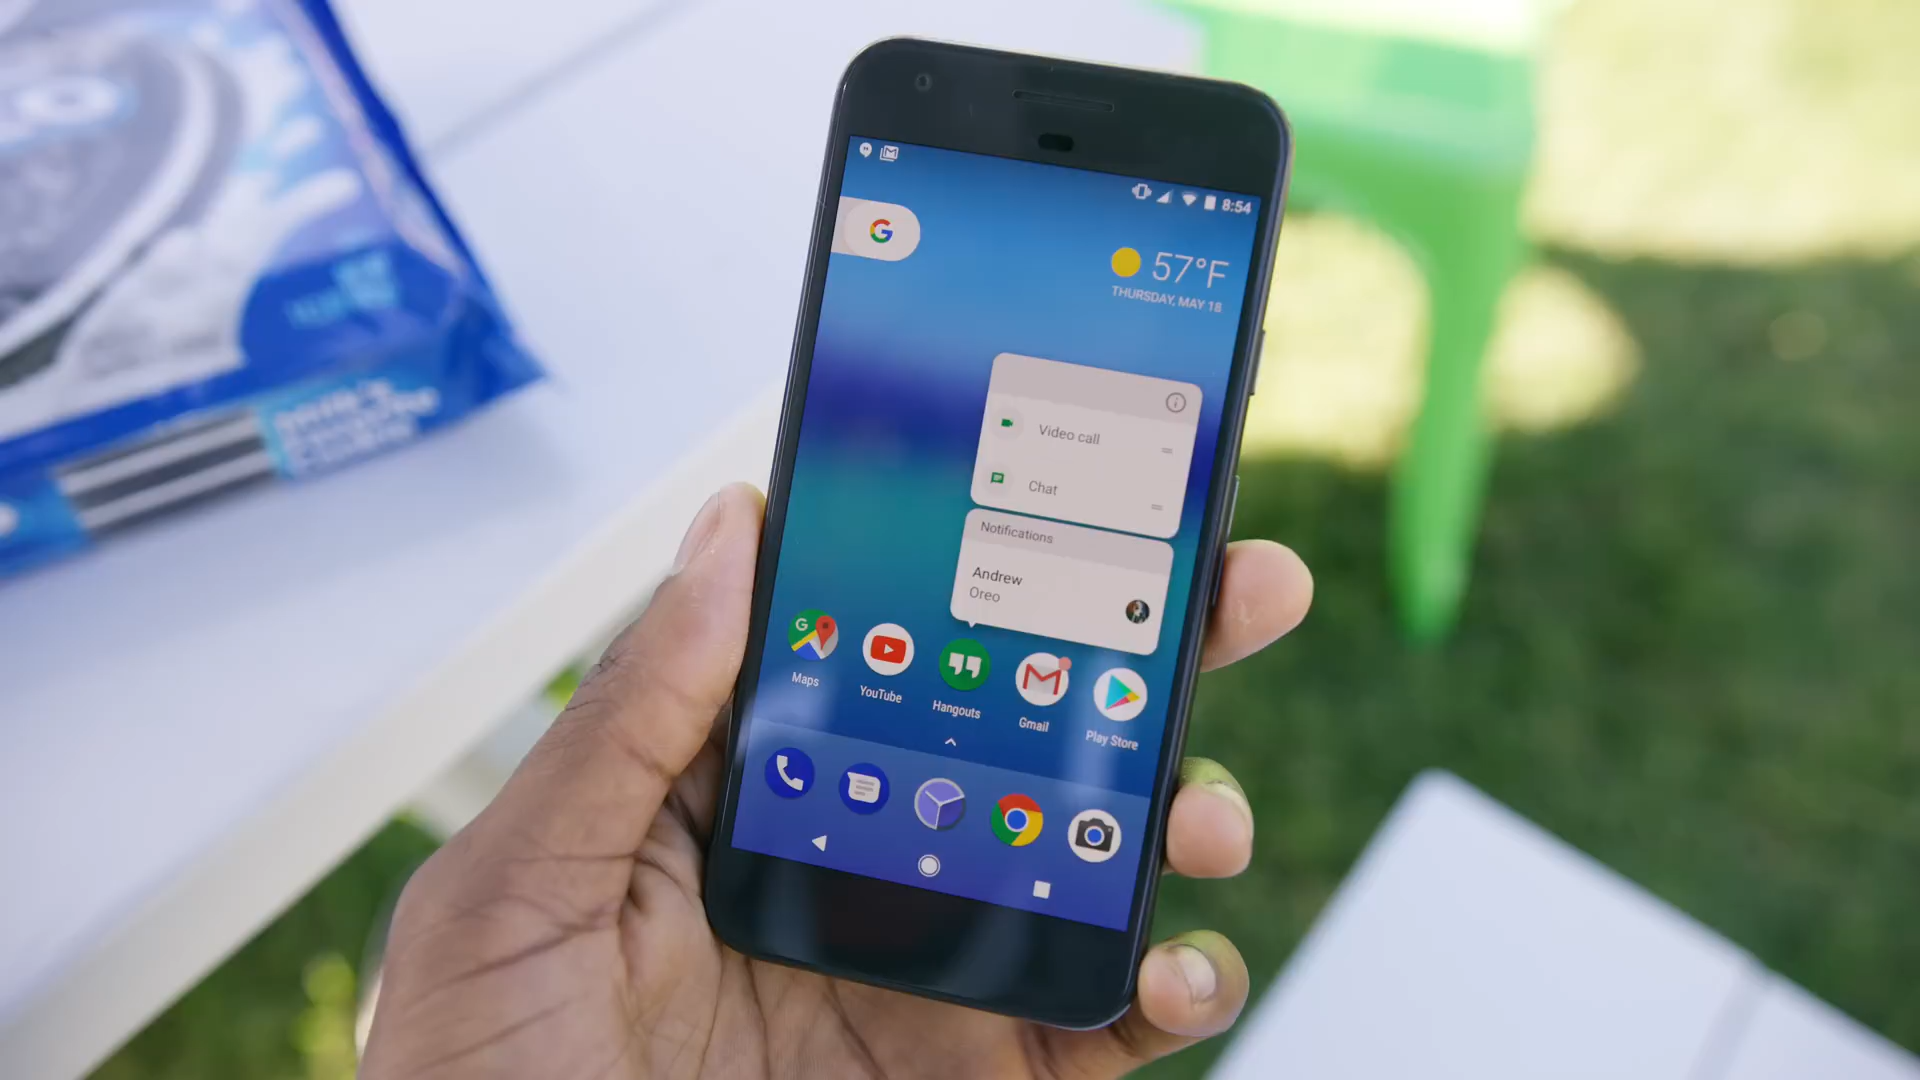 8:54
G
57°F
THURSDAY, MAY 18
Video call
Chat
Notifications
Andrew
Oreo
G
Maps
YouTube
Hangouts
Gmail
Play Store